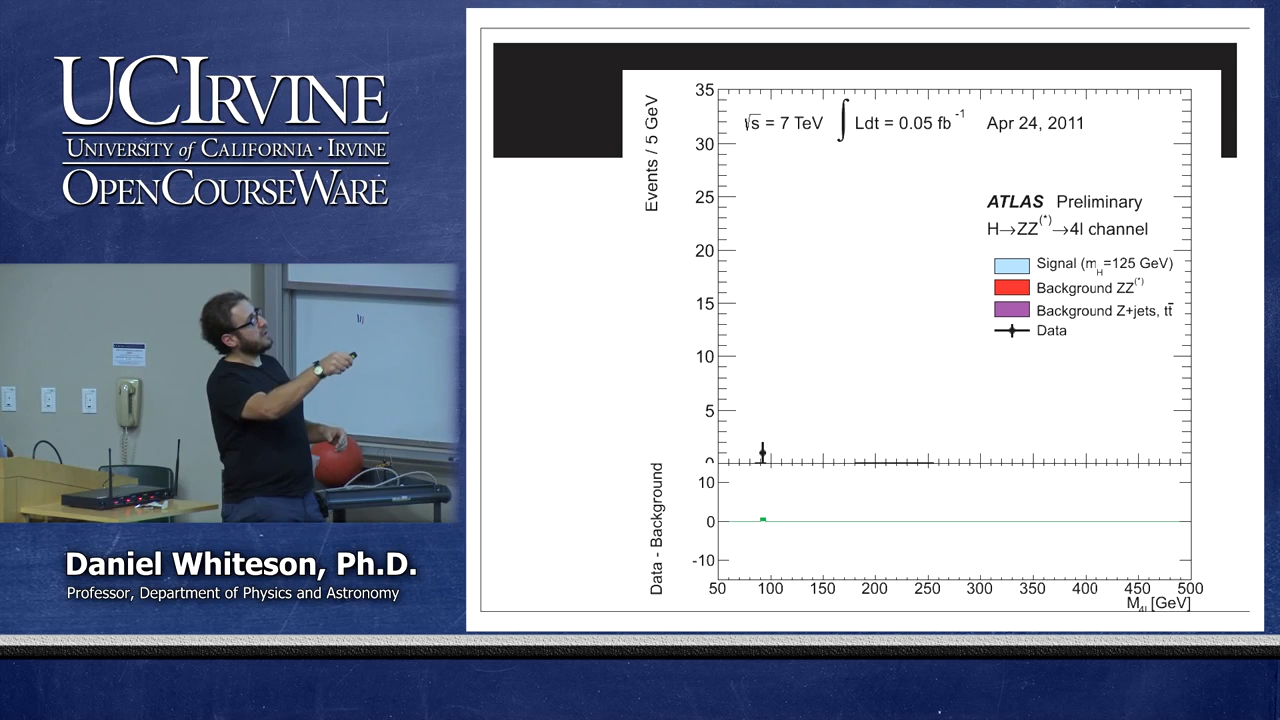 UCIRVINE
UNIVERSITY of CALIFORNIA · IRVINE
OPENCOURSEWARE
Daniel Whiteson, Ph.D.
Professor, Department of Physics and Astronomy
Events / 5 GeV
35
30
25
20
15
10
5
0
√s = 7 TeV ∫ Ldt = 0.05 fb⁻¹ Apr 24, 2011
ATLAS Preliminary
H→ZZ(*)→4l channel
Signal (mH=125 GeV)
Background ZZ(*)
Background Z+jets, tt̄
Data
Data - Background
10
0
-10
50 100 150 200 250 300 350 400 450 500
M4l [GeV]